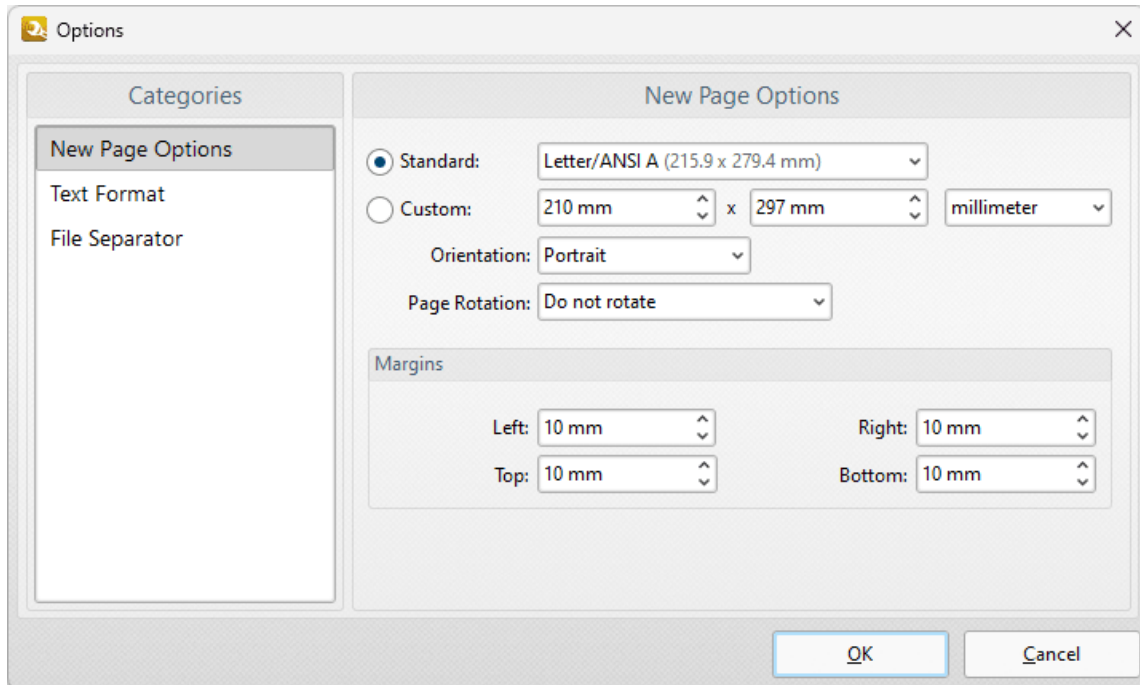 Options
Categories
New Page Options
Text Format
File Separator
New Page Options
Standard: Letter/ANSI A (215.9 x 279.4 mm)
Custom: 210 mm x 297 mm millimeter
Orientation: Portrait
Page Rotation: Do not rotate
Margins
Left: 10 mm Right: 10 mm
Top: 10 mm Bottom: 10 mm
OK Cancel